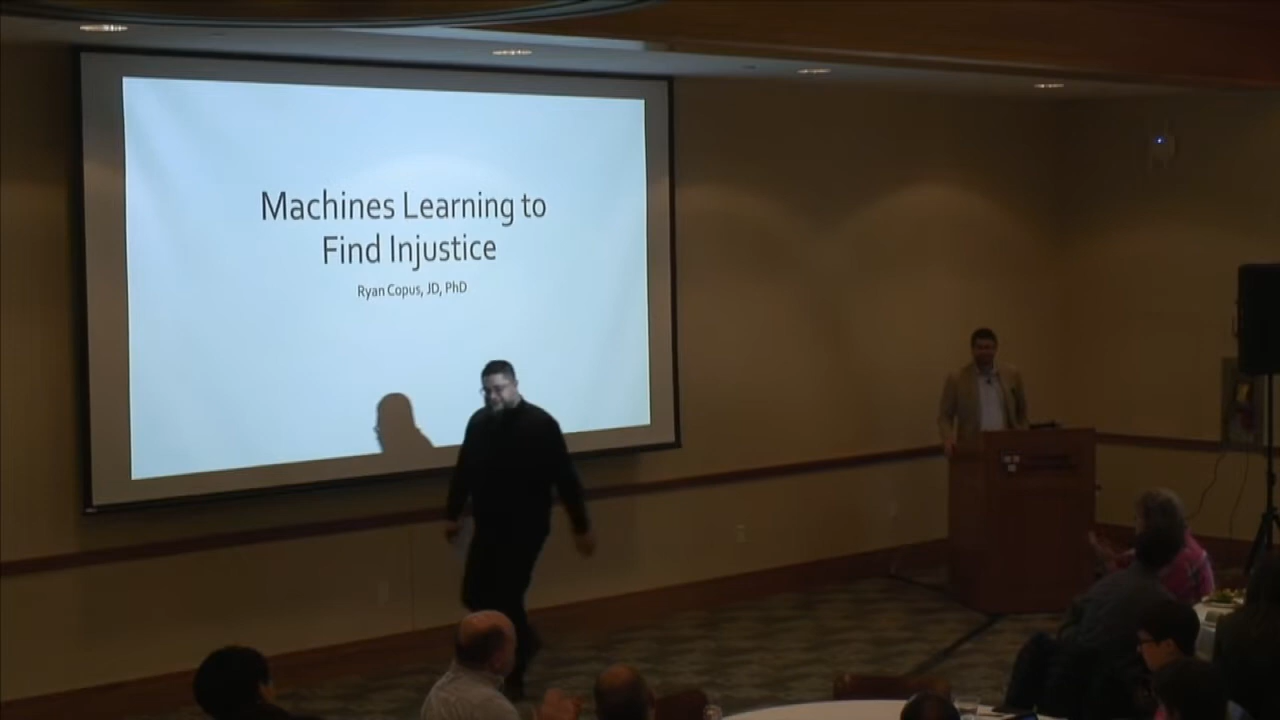 Machines Learning to
Find Injustice
Ryan Copus, JD, PhD